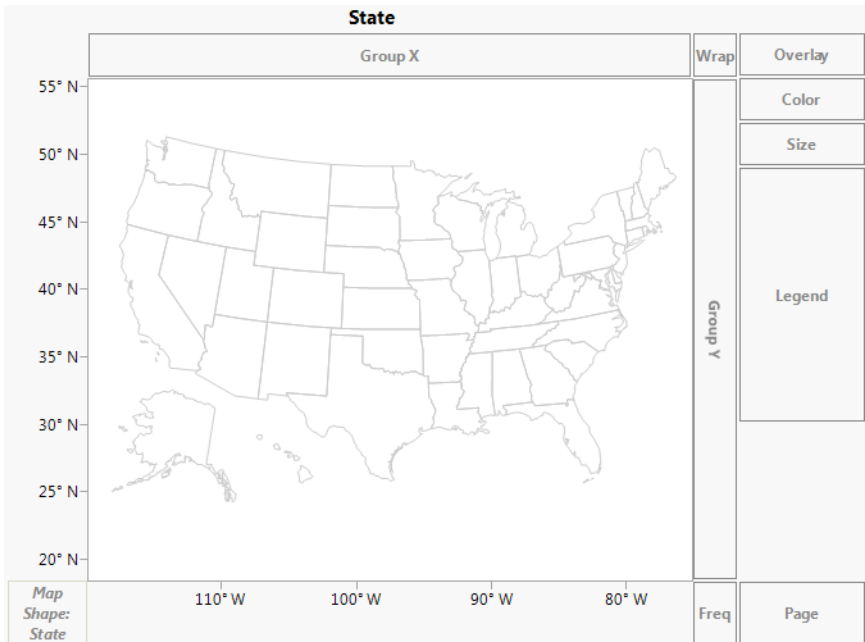 State
Group X
Wrap
Overlay
Color
Size
Legend
Group Y
55° N
50° N
45° N
40° N
35° N
30° N
25° N
20° N
110° W
100° W
90° W
80° W
Map
Shape:
State
Freq
Page